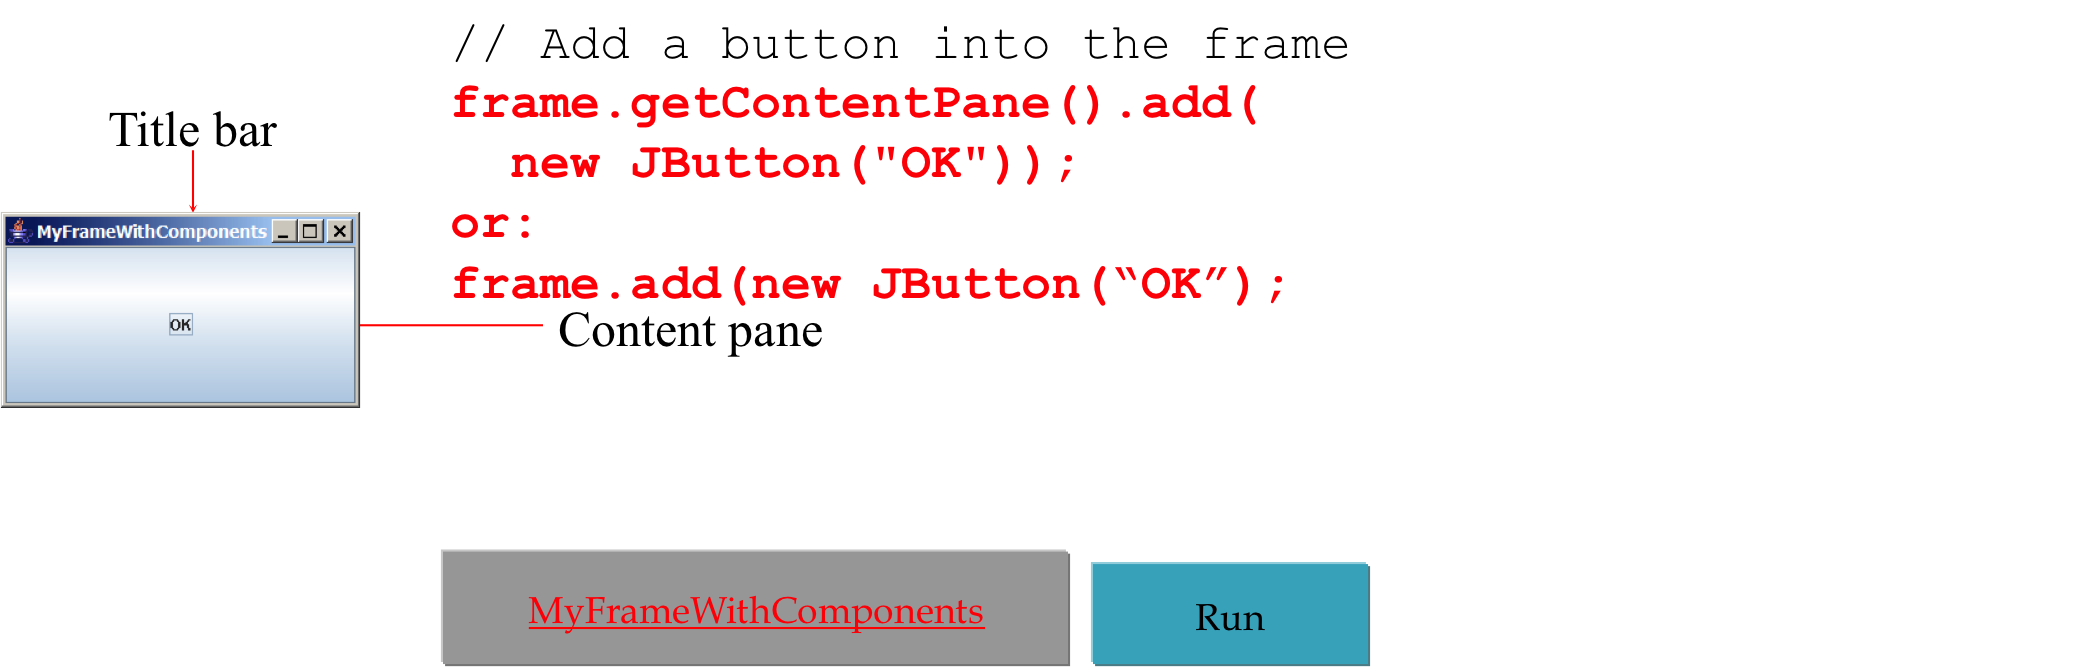 // Add a button into the frame
frame.getContentPane().add(
new JButton("OK"));
or:
frame.add(new JButton(“OK”);
Title bar
MyFrameWithComponents
OK
Content pane
MyFrameWithComponents
Run